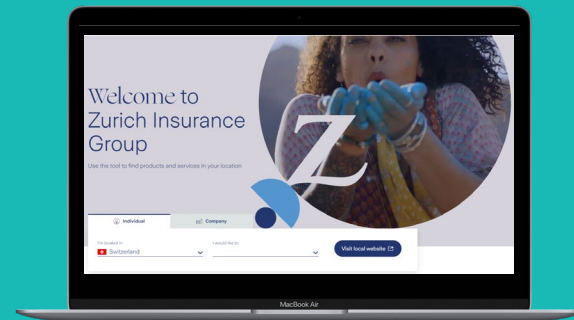 Welcome to
Zurich Insurance
Group
Use the tool to find products and services in your location
Z
Individual
Company
I'm located in
I would like to
Switzerland
Visit local website
MacBook Air